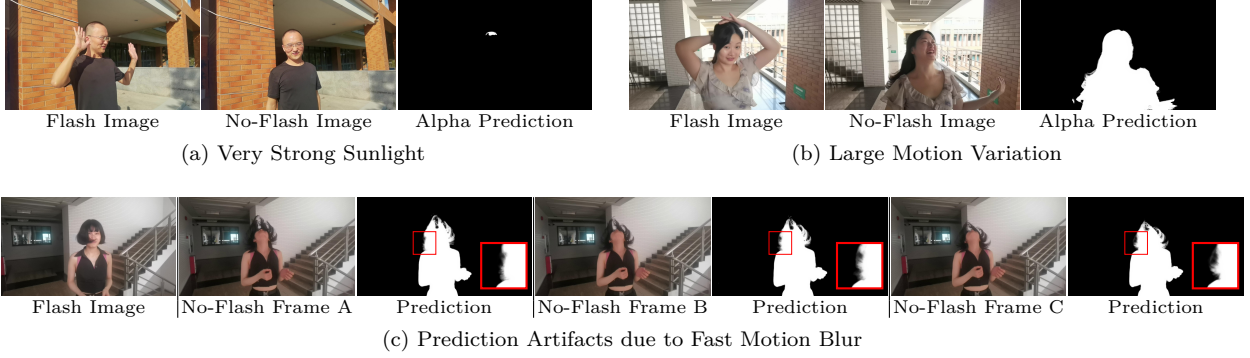 Flash Image No-Flash Image Alpha Prediction
(a) Very Strong Sunlight
Flash Image No-Flash Image Alpha Prediction
(b) Large Motion Variation
Flash Image No-Flash Frame A Prediction No-Flash Frame B Prediction No-Flash Frame C Prediction
(c) Prediction Artifacts due to Fast Motion Blur